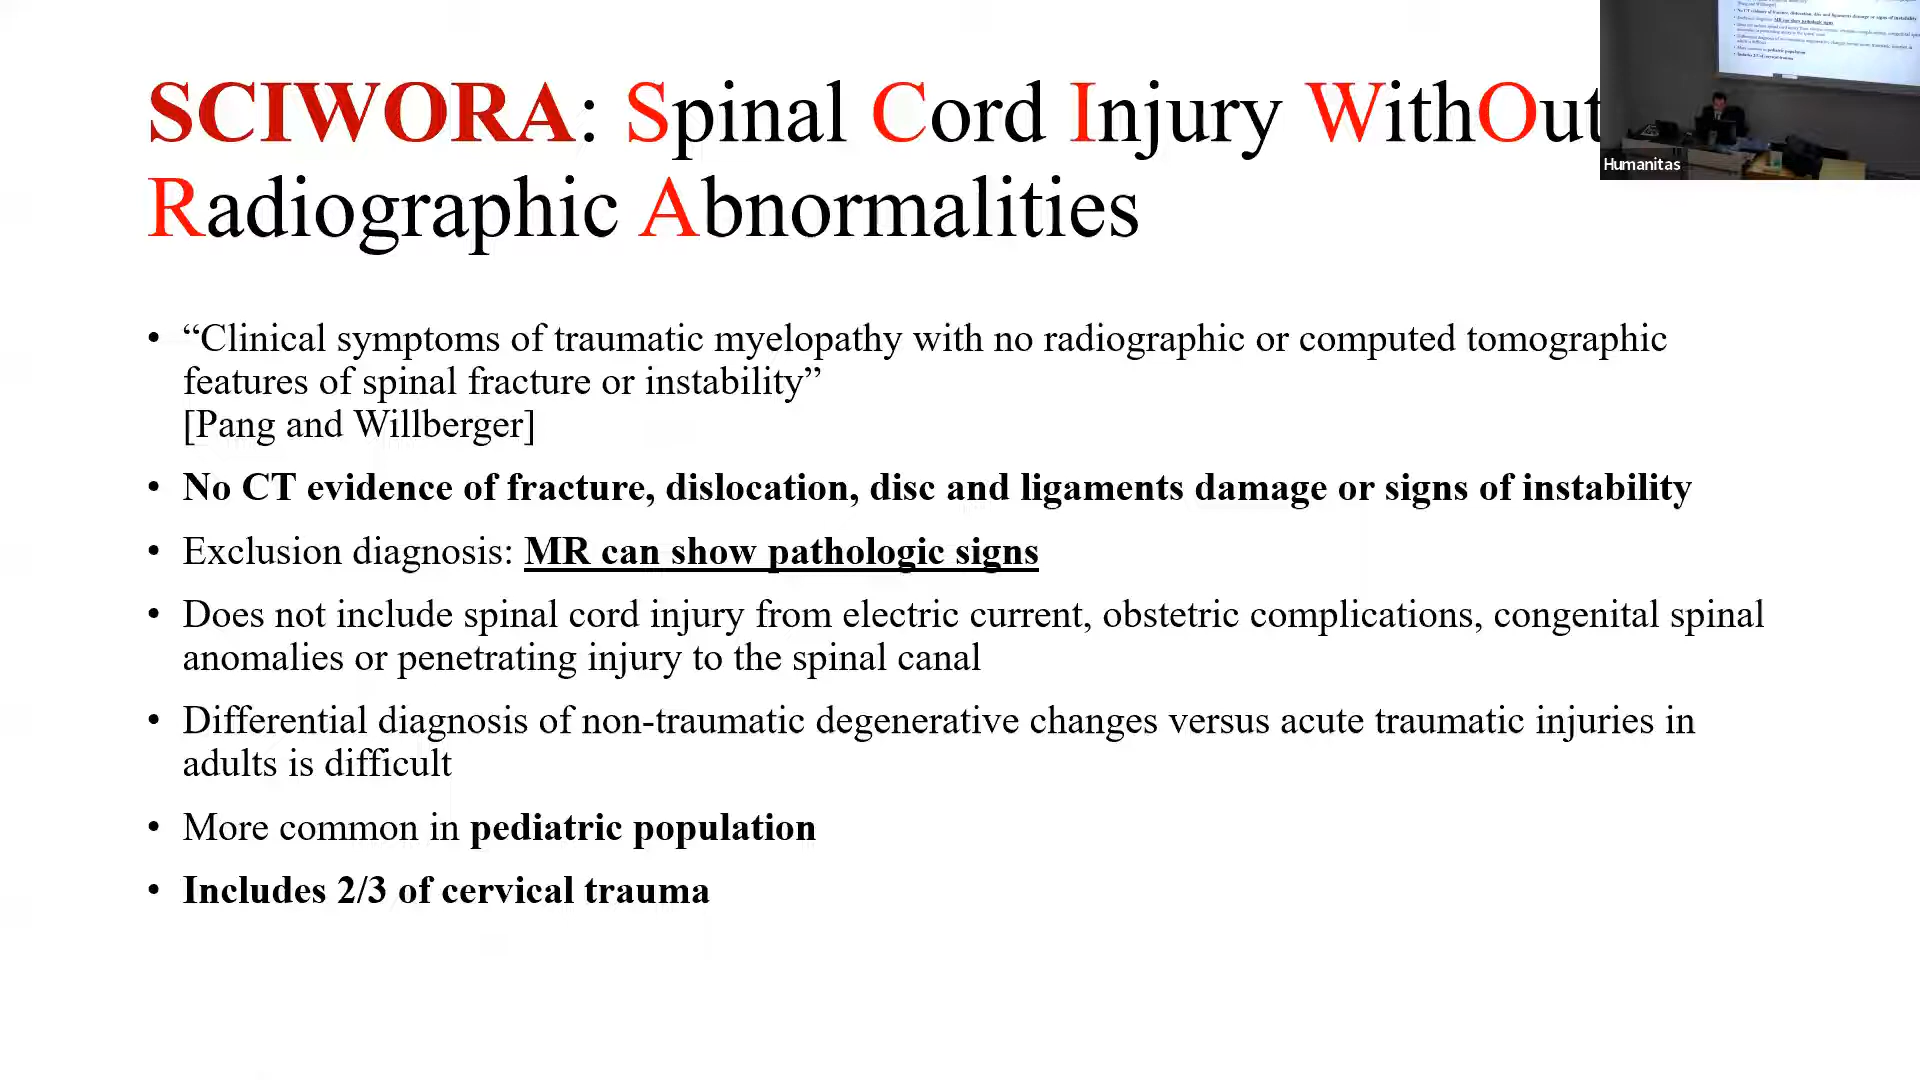 SCIWORA: Spinal Cord Injury WithOut
Radiographic Abnormalities
Humanitas
• “Clinical symptoms of traumatic myelopathy with no radiographic or computed tomographic
features of spinal fracture or instability”
[Pang and Willberger]
• No CT evidence of fracture, dislocation, disc and ligaments damage or signs of instability
• Exclusion diagnosis: MR can show pathologic signs
• Does not include spinal cord injury from electric current, obstetric complications, congenital spinal
anomalies or penetrating injury to the spinal canal
• Differential diagnosis of non-traumatic degenerative changes versus acute traumatic injuries in
adults is difficult
• More common in pediatric population
• Includes 2/3 of cervical trauma